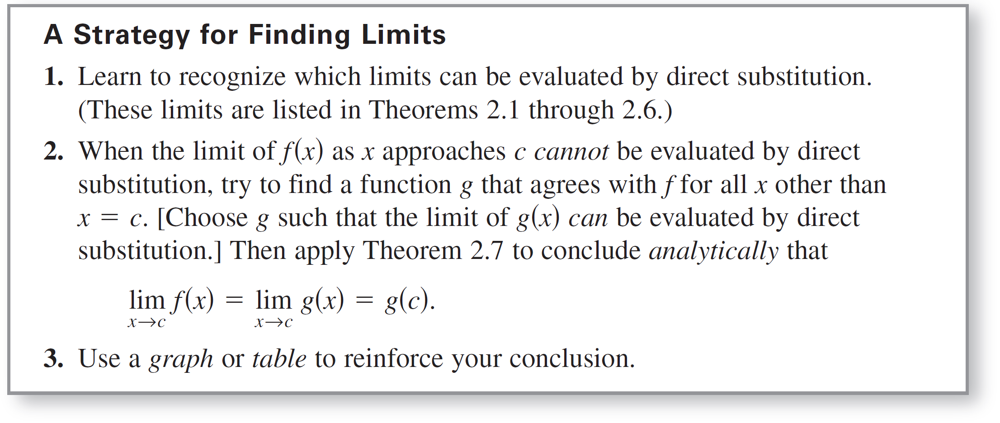 A Strategy for Finding Limits
1. Learn to recognize which limits can be evaluated by direct substitution.
(These limits are listed in Theorems 2.1 through 2.6.)
2. When the limit of f(x) as x approaches c cannot be evaluated by direct
substitution, try to find a function g that agrees with f for all x other than
x = c. [Choose g such that the limit of g(x) can be evaluated by direct
substitution.] Then apply Theorem 2.7 to conclude analytically that
lim f(x) = lim g(x) = g(c).
x→c x→c
3. Use a graph or table to reinforce your conclusion.